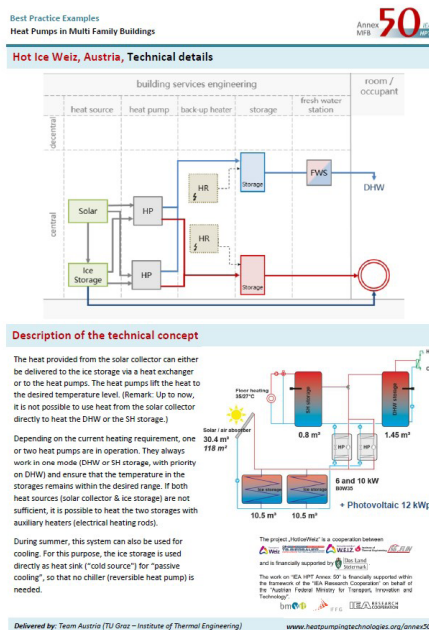 Best Practice Examples
Heat Pumps in Multi Family Buildings
Annex
MFB
50
HPT
Hot Ice Weiz, Austria, Technical details
building services engineering
room /
occupant
heat source
heat pump
back-up heater
storage
fresh water
station
decentral
central
Solar
HP
HR
Storage
FWS
DHW
HR
Ice
Storage
HP
Storage
Description of the technical concept
The heat provided from the solar collector can either
be delivered to the ice storage via a heat exchanger
or to the heat pumps. The heat pumps lift the heat to
the desired temperature level. (Remark: Up to now,
it is not possible to use heat from the solar collector
directly to heat the DHW or the SH storage.)
Depending on the current heating requirement, one
or two heat pumps are in operation. They always
work in one mode (DHW or SH storage, with priority
on DHW) and ensure that the temperature in the
storages remains within the desired range. If both
heat sources (solar collector & ice storage) are not
sufficient, it is possible to heat the two storages with
auxiliary heaters (electrical heating rods).
During summer, this system can also be used for
cooling. For this purpose, the ice storage is used
directly as heat sink ("cold source") for "passive
cooling", so that no chiller (reversible heat pump) is
needed.
Floor heating
35/27°C
SH storage
DHW storage
Solar / air absorber
30.4 m²
118 m²
0.8 m³
1.45 m³
HP
HP
6 and 10 kW
B0W35
Ice storage
Ice storage
10.5 m³
10.5 m³
+ Photovoltaic 12 kWp
The project „HotIceWeiz" is a cooperation between
Weiz
WEIZ
and is financially supported by
Das Land
Steiermark
The work on "IEA HPT Annex 50" is financially supported within
the framework of the "IEA Research Cooperation" on behalf of
the "Austrian Federal Ministry for Transport, Innovation and
Technology".
bmvit
FFG
IEA RESEARCH
COOPERATION
Delivered by: Team Austria (TU Graz – Institute of Thermal Engineering)
www.heatpumpingtechnologies.org/annex50